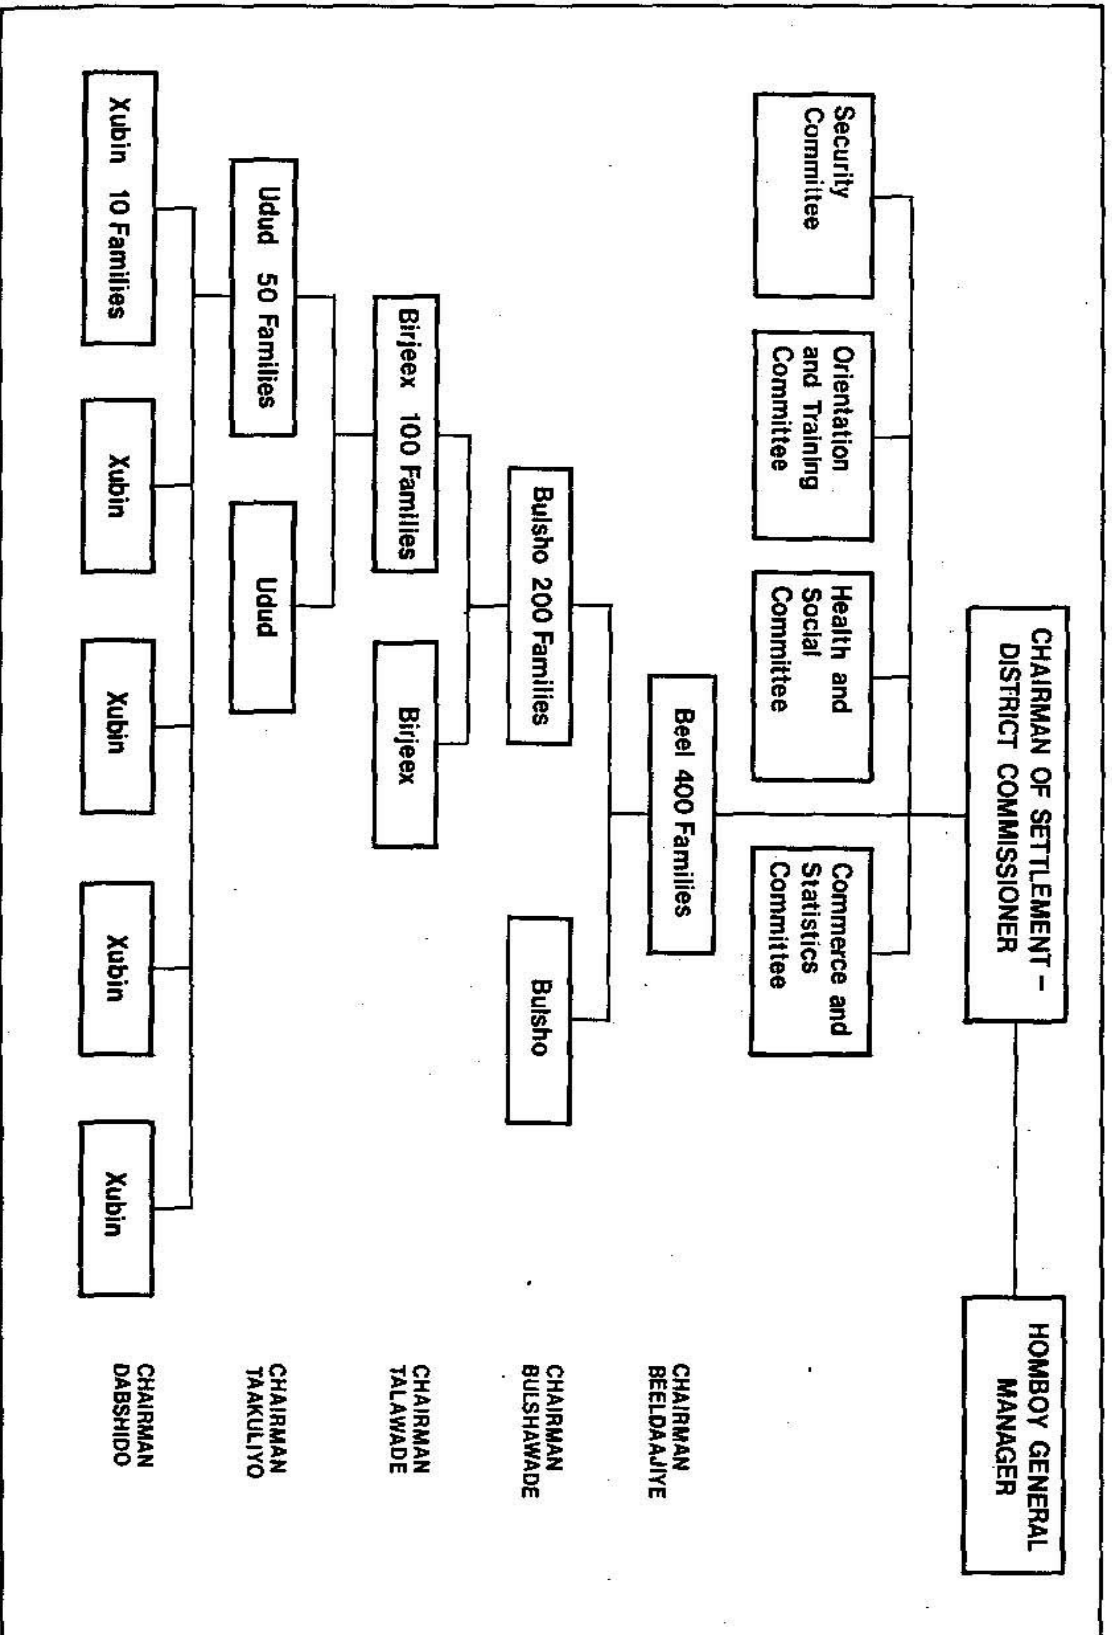 CHAIRMAN OF SETTLEMENT –
DISTRICT COMMISSIONER
HOMBOY GENERAL
MANAGER
Security
Committee
Orientation
and Training
Committee
Health and
Social
Committee
Commerce and
Statistics
Committee
Beel 400 Families
CHAIRMAN
BEELDAAJIYE
Bulsho 200 Families
Bulsho
CHAIRMAN
BULSHAWADE
Birjeex 100 Families
Birjeex
CHAIRMAN
TALAWADE
Udud 50 Families
Udud
CHAIRMAN
TAAKULIYO
Xubin 10 Families
Xubin
Xubin
Xubin
Xubin
CHAIRMAN
DABSHIDO